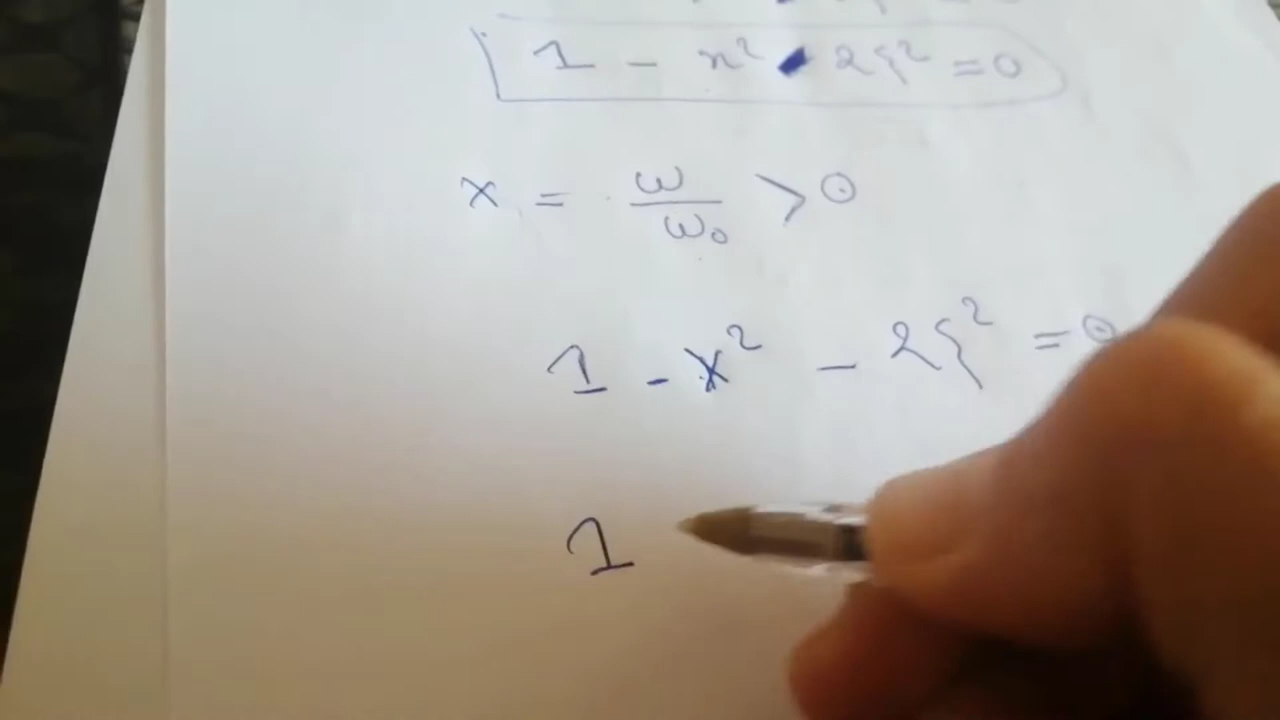 1 - x² - 2ξ² = 0
x = ω/ω₀ > 0
1 - x² - 2ξ² = 0
1